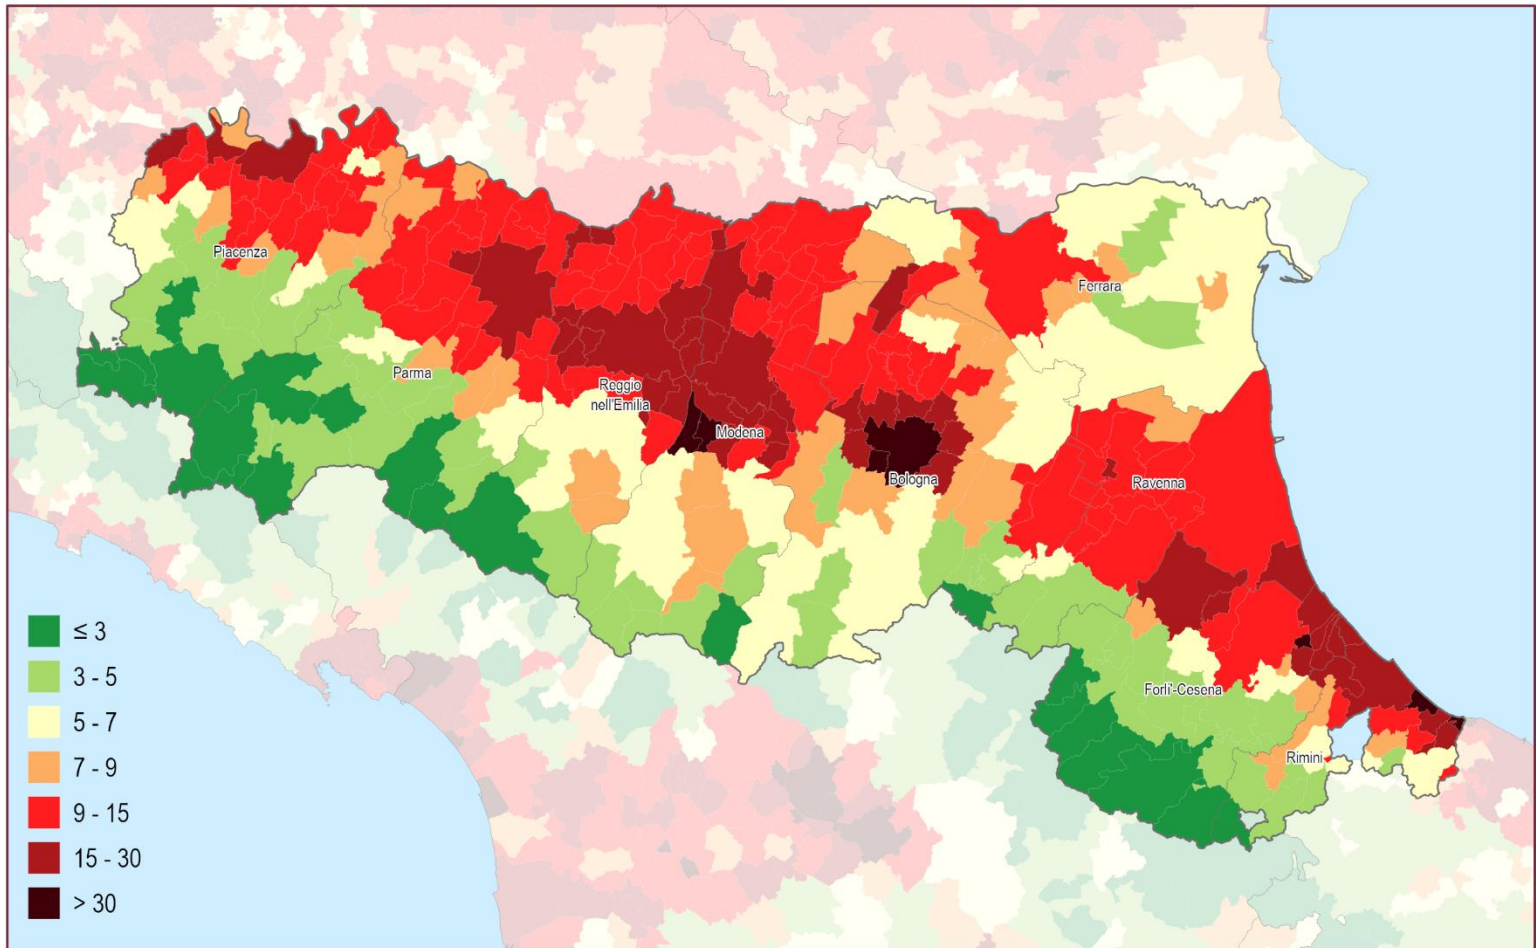 Piacenza
Ferrara
Parma
Reggio
nell'Emilia
Modena
Bologna
Ravenna
Forli'-Cesena
Rimini
≤ 3
3 - 5
5 - 7
7 - 9
9 - 15
15 - 30
> 30